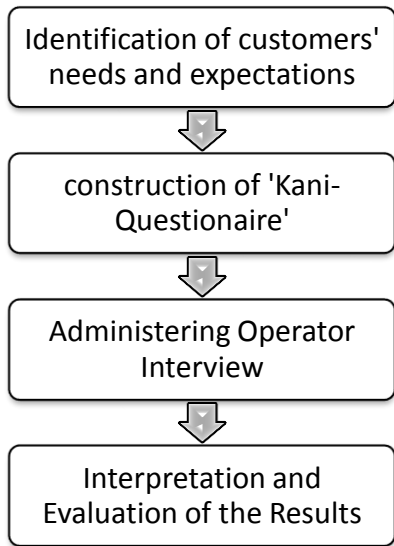 Identification of customers'
needs and expectations
construction of 'Kani-
Questionaire'
Administering Operator
Interview
Interpretation and
Evaluation of the Results